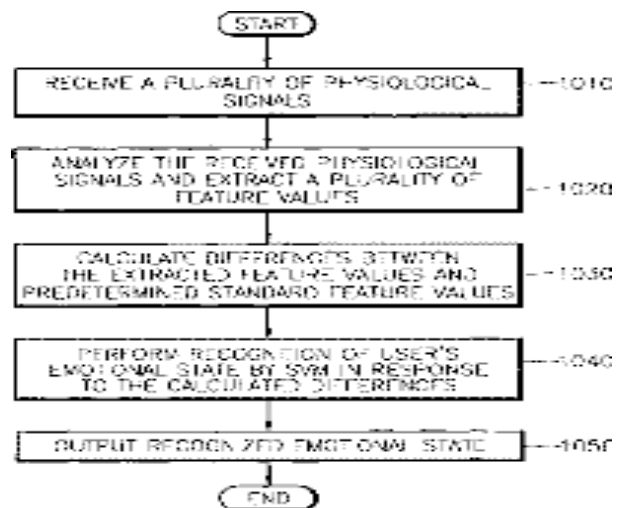 START
RECEIVE A PLURALITY OF PHYSIOLOGICAL
SIGNALS
1010
ANALYZE THE RECEIVED PHYSIOLOGICAL
SIGNALS AND EXTRACT A PLURALITY OF
FEATURE VALUES
1020
CALCULATE DIFFERENCES BETWEEN
THE EXTRACTED FEATURE VALUES AND
PREDETERMINED STANDARD FEATURE VALUES
1030
PERFORM RECOGNITION OF USER'S
EMOTIONAL STATE BY SVM IN RESPONSE
TO THE CALCULATED DIFFERENCES
1040
OUTPUT RECOGNIZED EMOTIONAL STATE
1050
END